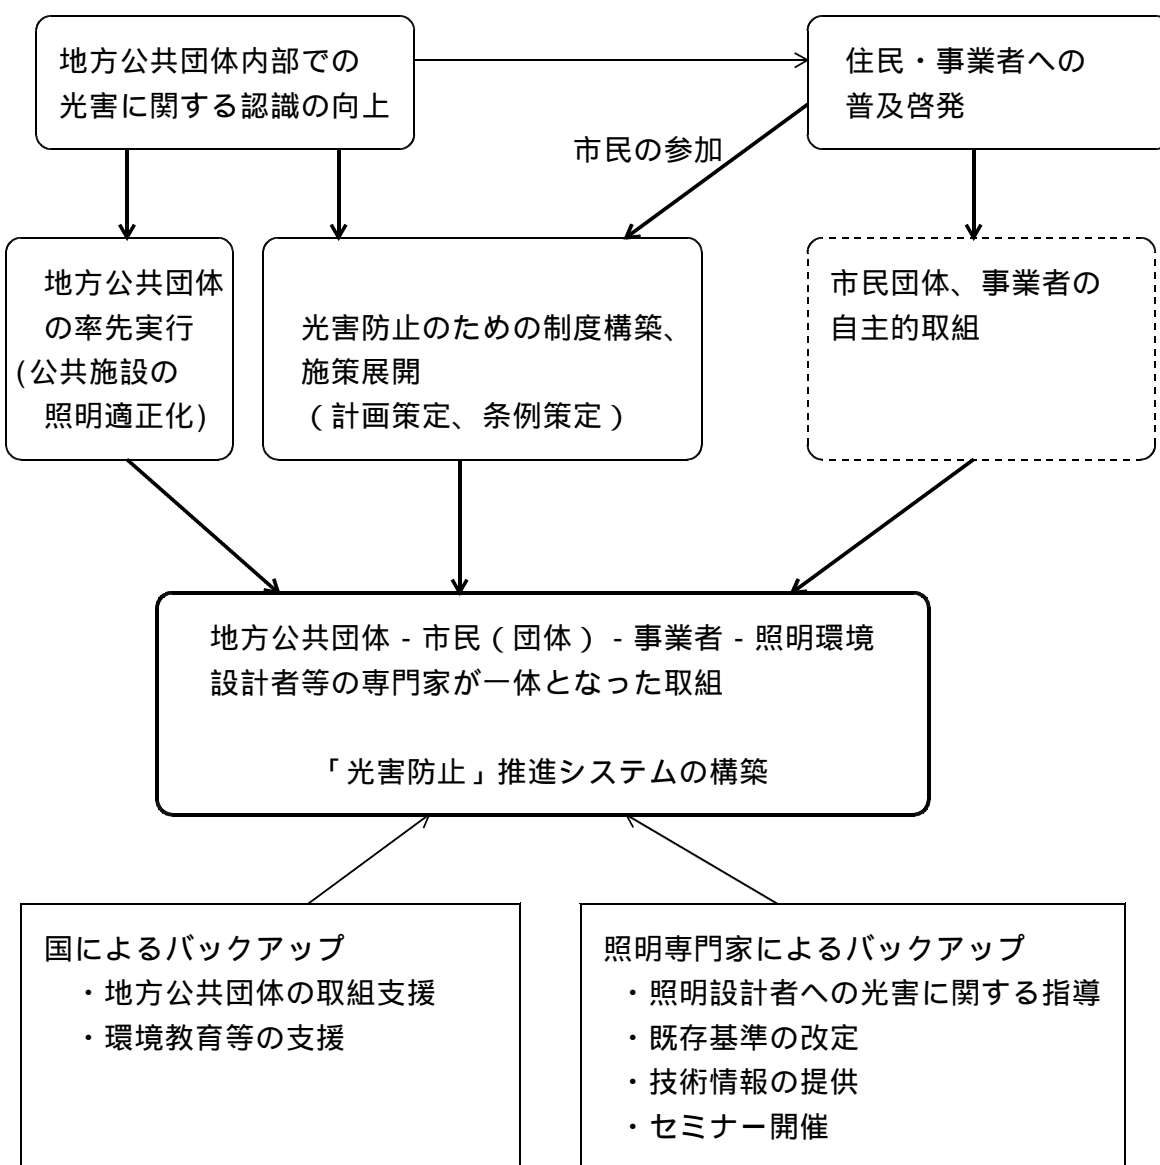 地方公共団体内部での
光害に関する認識の向上
住民・事業者への
普及啓発
市民の参加
地方公共団体
の率先実行
(公共施設の
照明適正化)
光害防止のための制度構築、
施策展開
(計画策定、条例策定)
市民団体、事業者の
自主的取組
地方公共団体-市民(団体)-事業者-照明環境
設計者等の専門家が一体となった取組
「光害防止」推進システムの構築
国によるバックアップ
・地方公共団体の取組支援
・環境教育等の支援
照明専門家によるバックアップ
・照明設計者への光害に関する指導
・既存基準の改定
・技術情報の提供
・セミナー開催